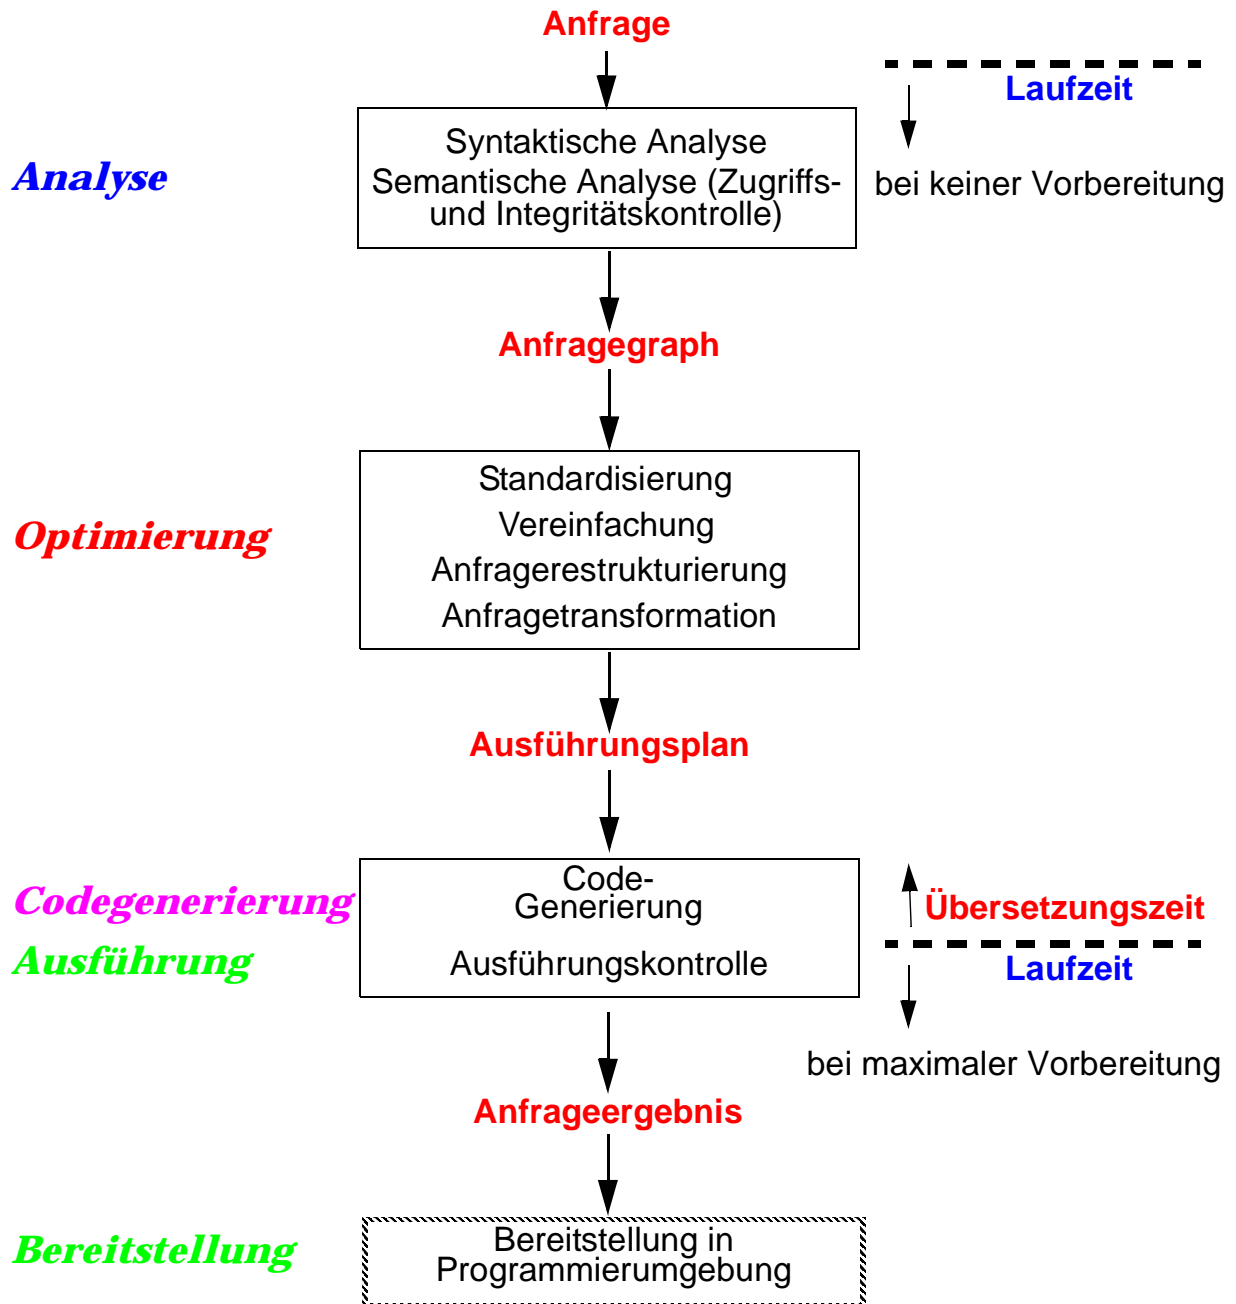 Anfrage
Laufzeit
Syntaktische Analyse
Analyse
Semantische Analyse (Zugriffs-
und Integritätskontrolle)
bei keiner Vorbereitung
Anfragegraph
Standardisierung
Optimierung
Vereinfachung
Anfragerestrukturierung
Anfragetransformation
Ausführungsplan
Codegenerierung
Code-
Generierung
Übersetzungszeit
Ausführung
Ausführungskontrolle
Laufzeit
bei maximaler Vorbereitung
Anfrageergebnis
Bereitstellung
Bereitstellung in
Programmierumgebung